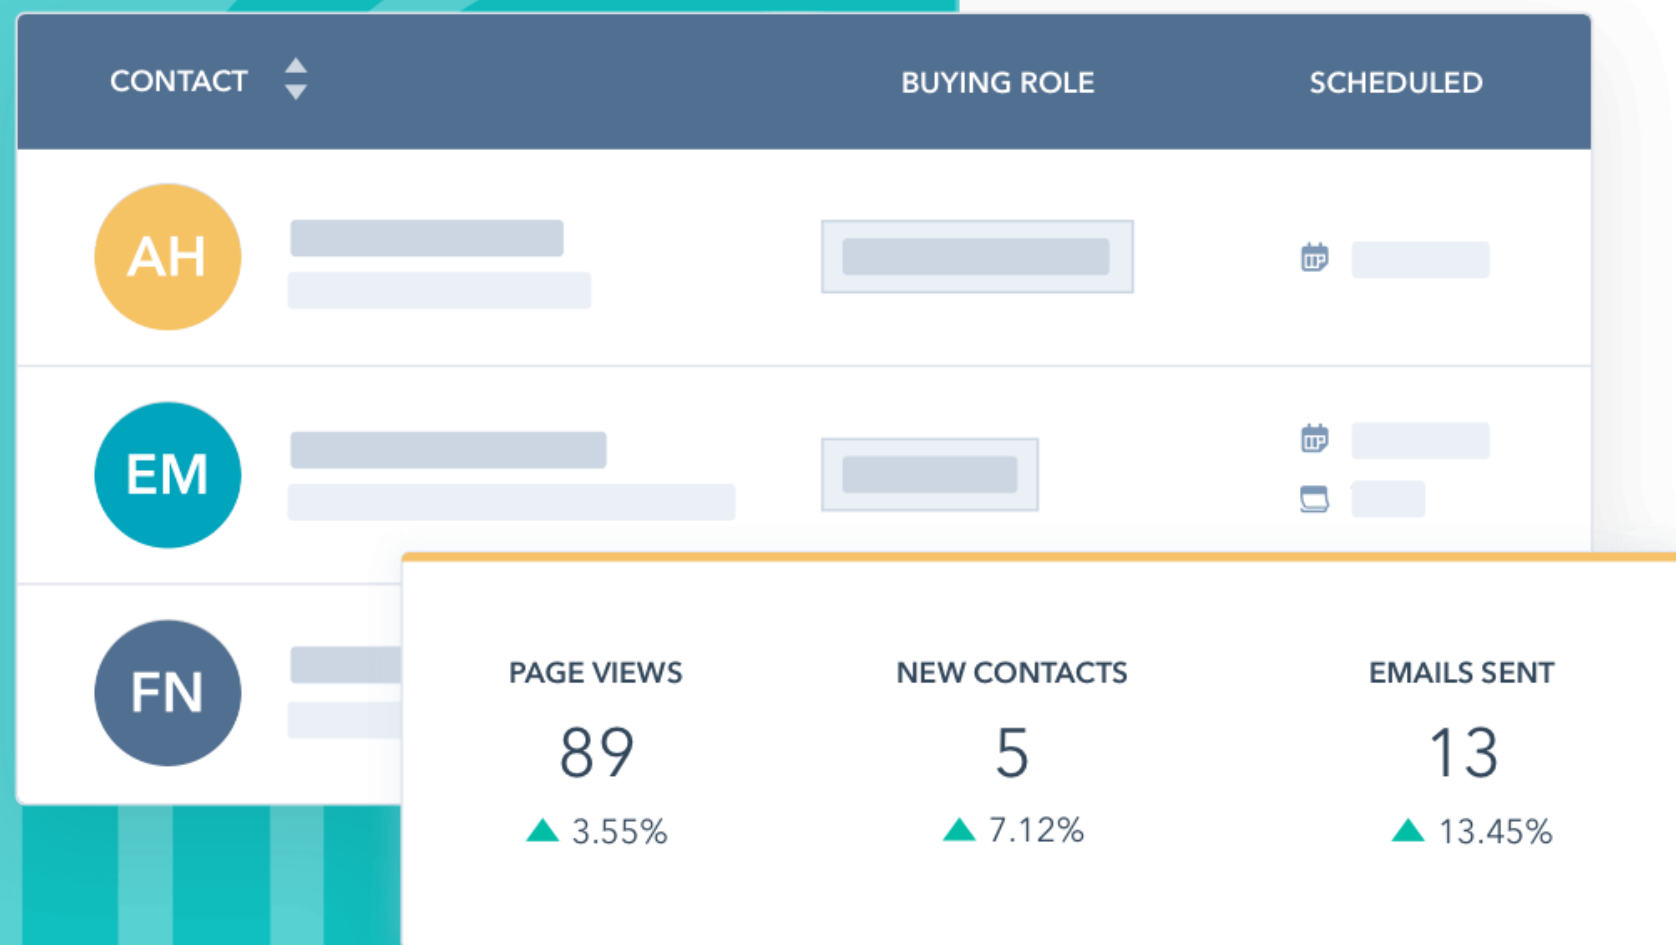 CONTACT BUYING ROLE SCHEDULED
AH
EM
FN
PAGE VIEWS NEW CONTACTS EMAILS SENT
89 5 13
3.55% 7.12% 13.45%